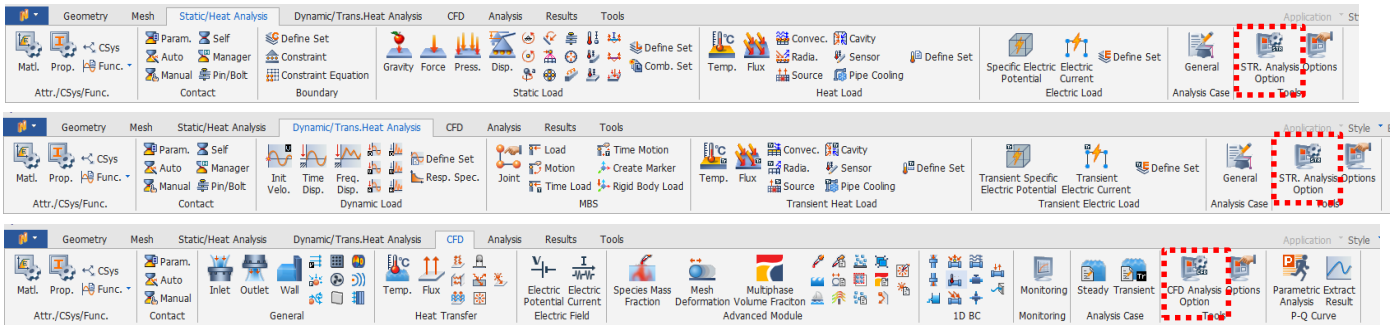 Geometry Mesh Static/Heat Analysis Dynamic/Trans.Heat Analysis CFD Analysis Results Tools Application St
Param. Self Define Set Convec. Cavity
CSys Auto Manager Constraint Define Set Radia. Sensor Define Set Define Set
Matl. Prop. Func. Manual Pin/Bolt Constraint Equation Gravity Force Press. Disp. Comb. Set Temp. Flux Source Pipe Cooling Specific Electric Potential Electric Current General STR. Analysis Option Options
Attr./CSys/Func. Contact Boundary Static Load Heat Load Electric Load Analysis Case Tools
Geometry Mesh Static/Heat Analysis Dynamic/Trans.Heat Analysis CFD Analysis Results Tools Application Style
Param. Self Load Time Motion Convec. Cavity
CSys Auto Manager Define Set Motion Create Marker Radia. Sensor Define Set Define Set
Matl. Prop. Func. Manual Pin/Bolt Init Velo. Time Disp. Freq. Disp. Resp. Spec. Joint Time Load Rigid Body Load Temp. Flux Source Pipe Cooling Transient Specific Electric Potential Transient Electric Current General STR. Analysis Option Options
Attr./CSys/Func. Contact Dynamic Load MBS Transient Heat Load Transient Electric Load Analysis Case Tools
Geometry Mesh Static/Heat Analysis Dynamic/Trans.Heat Analysis CFD Analysis Results Tools Application Style
Param.
CSys Auto
Matl. Prop. Func. Manual Inlet Outlet Wall Temp. Flux Electric Potential Electric Current Species Mass Fraction Mesh Deformation Multiphase Volume Fraciton Monitoring Steady Transient CFD Analysis Option Options Parametric Analysis Extract Result
Attr./CSys/Func. Contact General Heat Transfer Electric Field Advanced Module 1D BC Monitoring Analysis Case Tools P-Q Curve